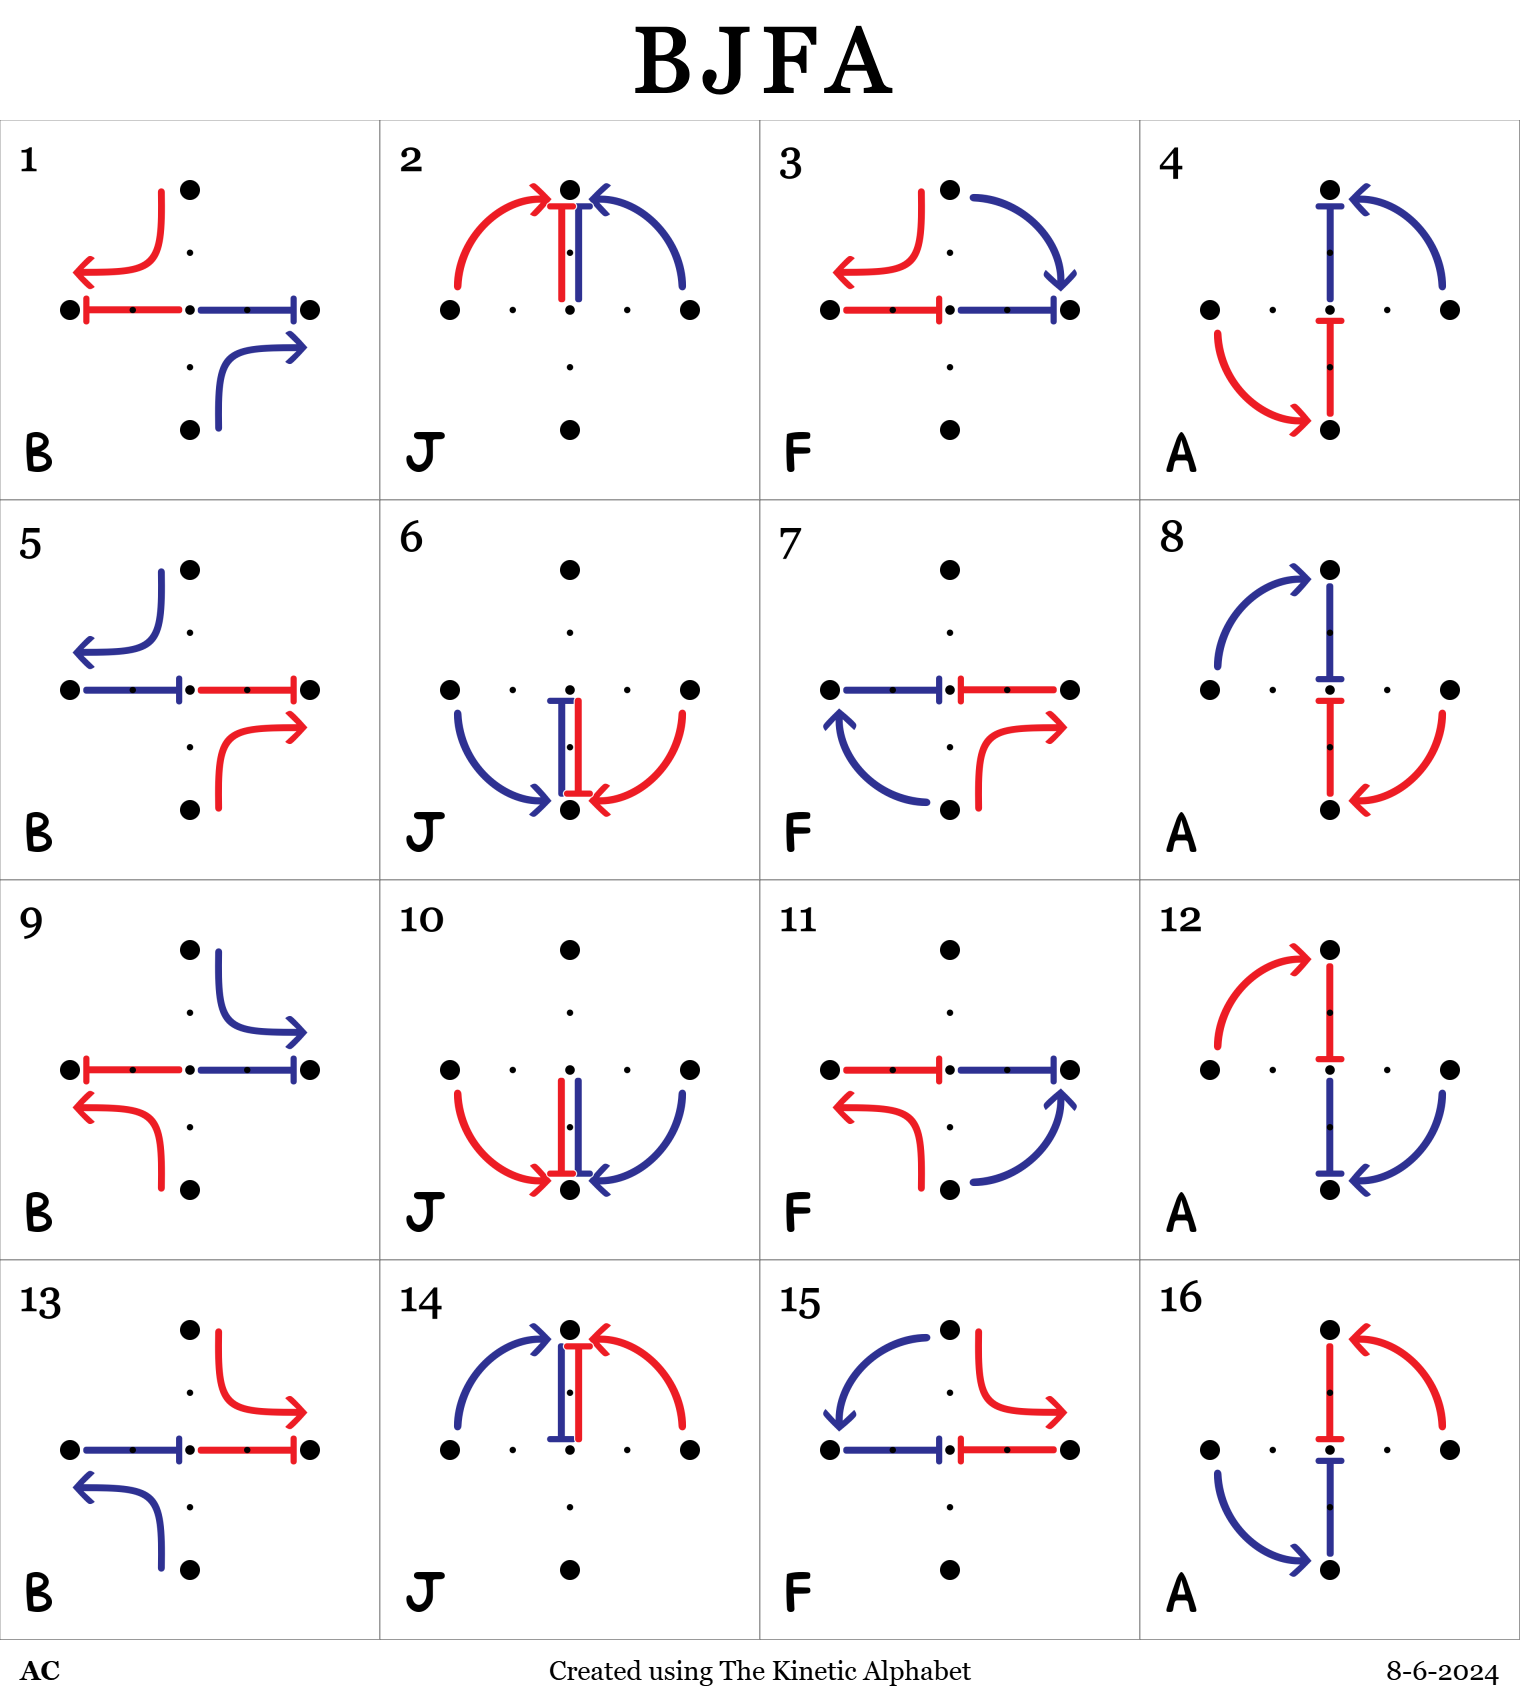 BJFA
1 2 3 4
B J F A
5 6 7 8
B J F A
9 10 11 12
B J F A
13 14 15 16
B J F A
AC Created using The Kinetic Alphabet 8-6-2024